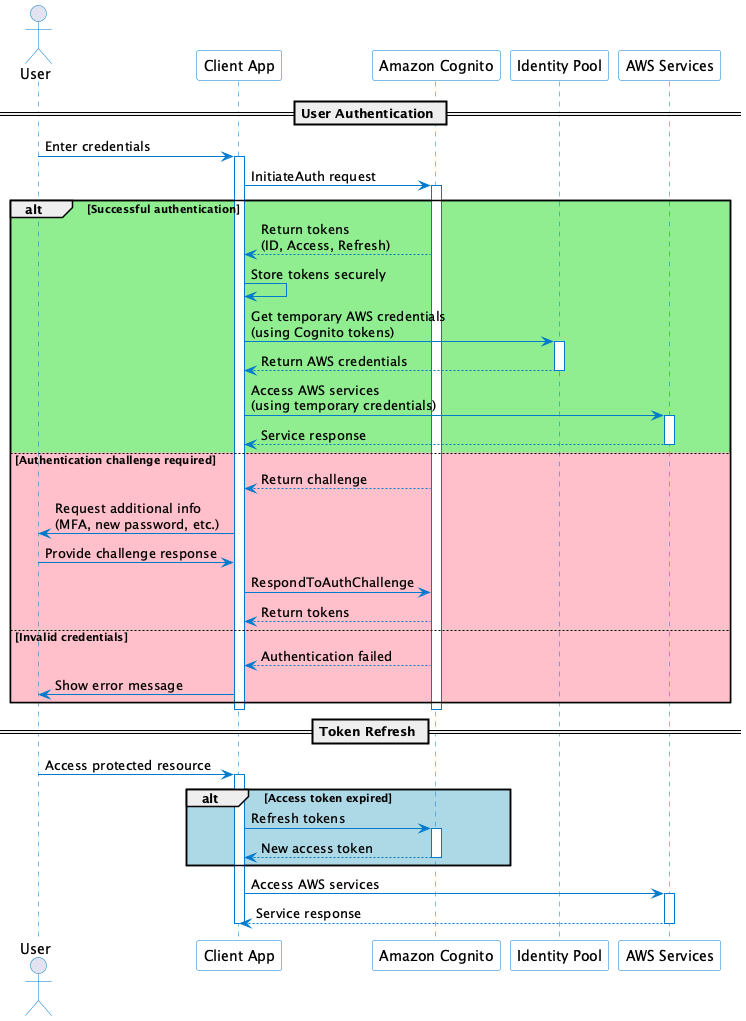 User
Client App
Amazon Cognito
Identity Pool
AWS Services
User Authentication
Enter credentials
InitiateAuth request
alt
[Successful authentication]
Return tokens
(ID, Access, Refresh)
Store tokens securely
Get temporary AWS credentials
(using Cognito tokens)
Return AWS credentials
Access AWS services
(using temporary credentials)
Service response
[Authentication challenge required]
Return challenge
Request additional info
(MFA, new password, etc.)
Provide challenge response
RespondToAuthChallenge
Return tokens
[Invalid credentials]
Authentication failed
Show error message
Token Refresh
Access protected resource
alt
[Access token expired]
Refresh tokens
New access token
Access AWS services
Service response
User
Client App
Amazon Cognito
Identity Pool
AWS Services